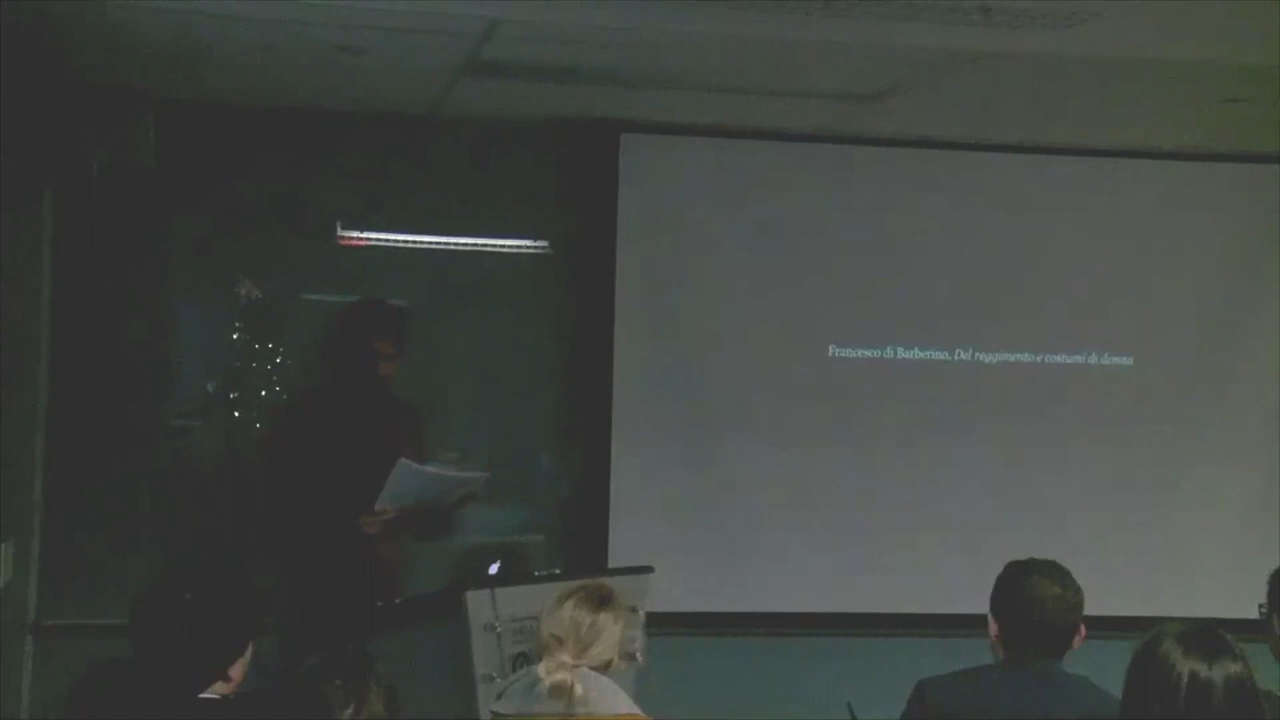 Francesco di Barberino, Del reggimento e costumi di donna